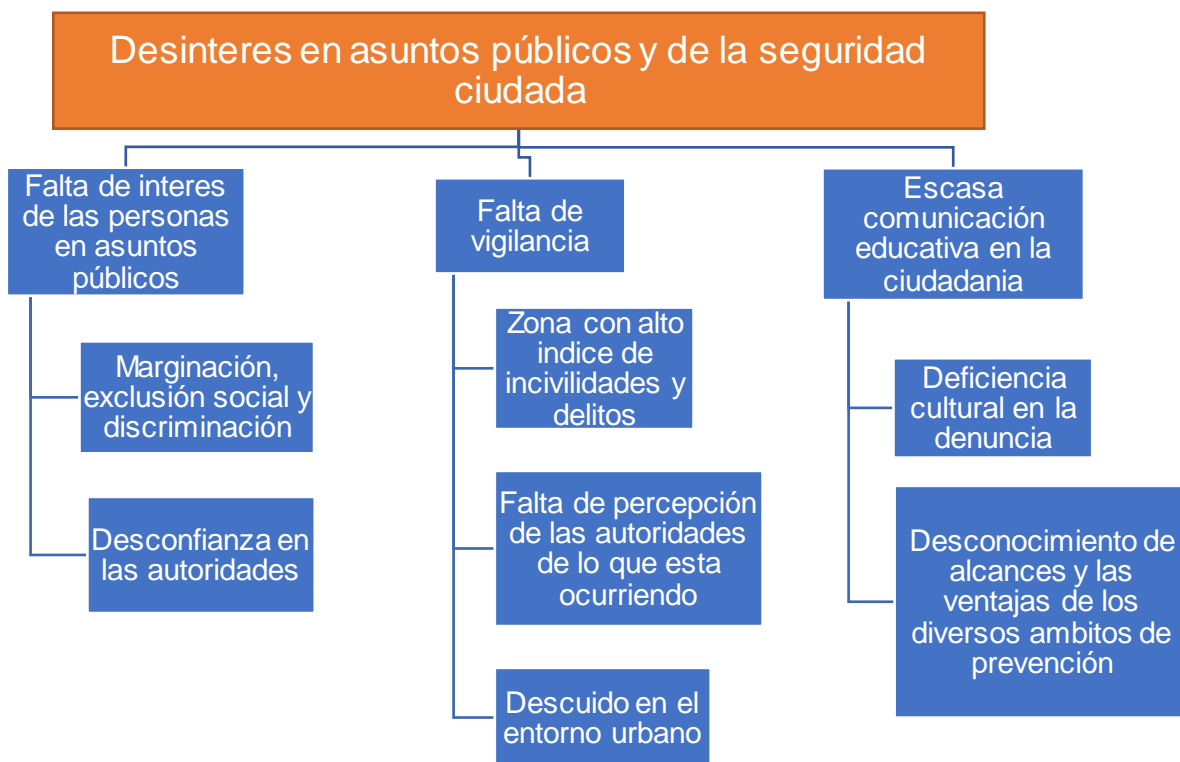 Desinteres en asuntos públicos y de la seguridad
ciudada
Falta de interes
de las personas
en asuntos
públicos
Marginación,
exclusión social y
discriminación
Desconfianza en
las autoridades
Falta de
vigilancia
Zona con alto
indice de
incivilidades y
delitos
Falta de percepción
de las autoridades
de lo que esta
ocurriendo
Descuido en el
entorno urbano
Escasa
comunicación
educativa en la
ciudadania
Deficiencia
cultural en la
denuncia
Desconocimiento de
alcances y las
ventajas de los
diversos ambitos de
prevención